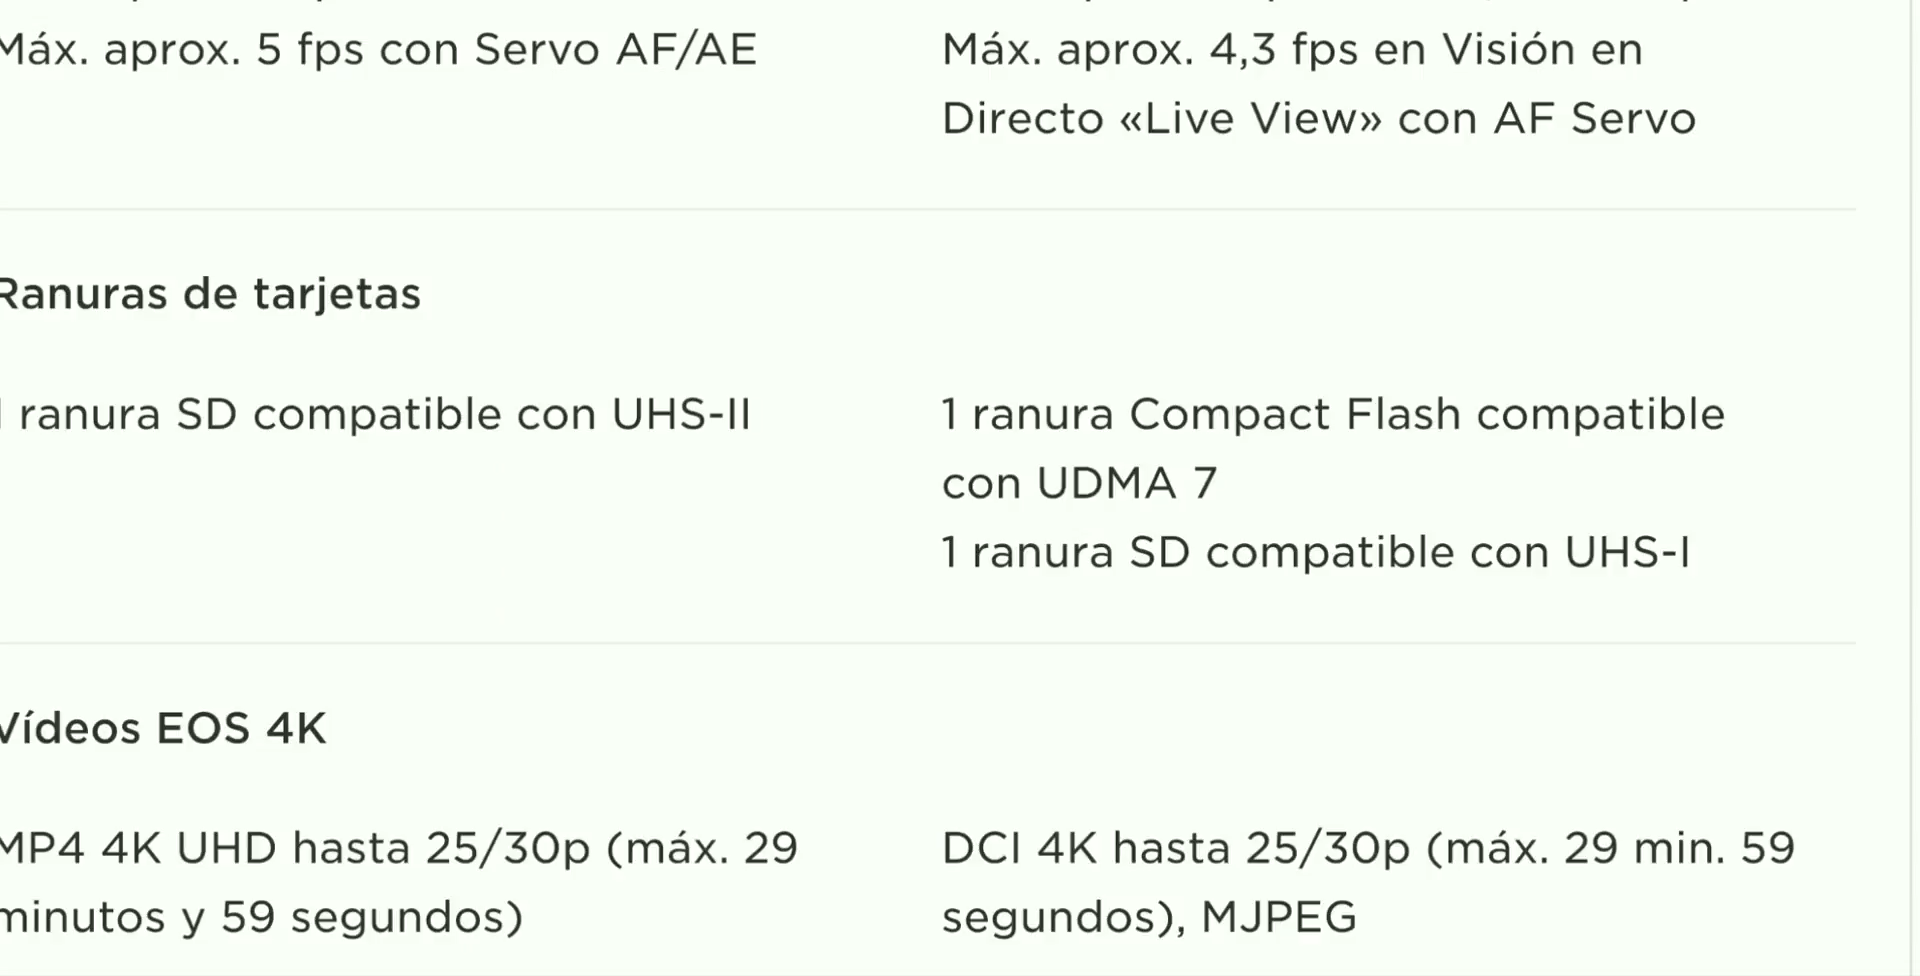 Máx. aprox. 5 fps con Servo AF/AE
Máx. aprox. 4,3 fps en Visión en
Directo «Live View» con AF Servo
Ranuras de tarjetas
1 ranura SD compatible con UHS-II
1 ranura Compact Flash compatible
con UDMA 7
1 ranura SD compatible con UHS-I
Vídeos EOS 4K
MP4 4K UHD hasta 25/30p (máx. 29
minutos y 59 segundos)
DCI 4K hasta 25/30p (máx. 29 min. 59
segundos), MJPEG